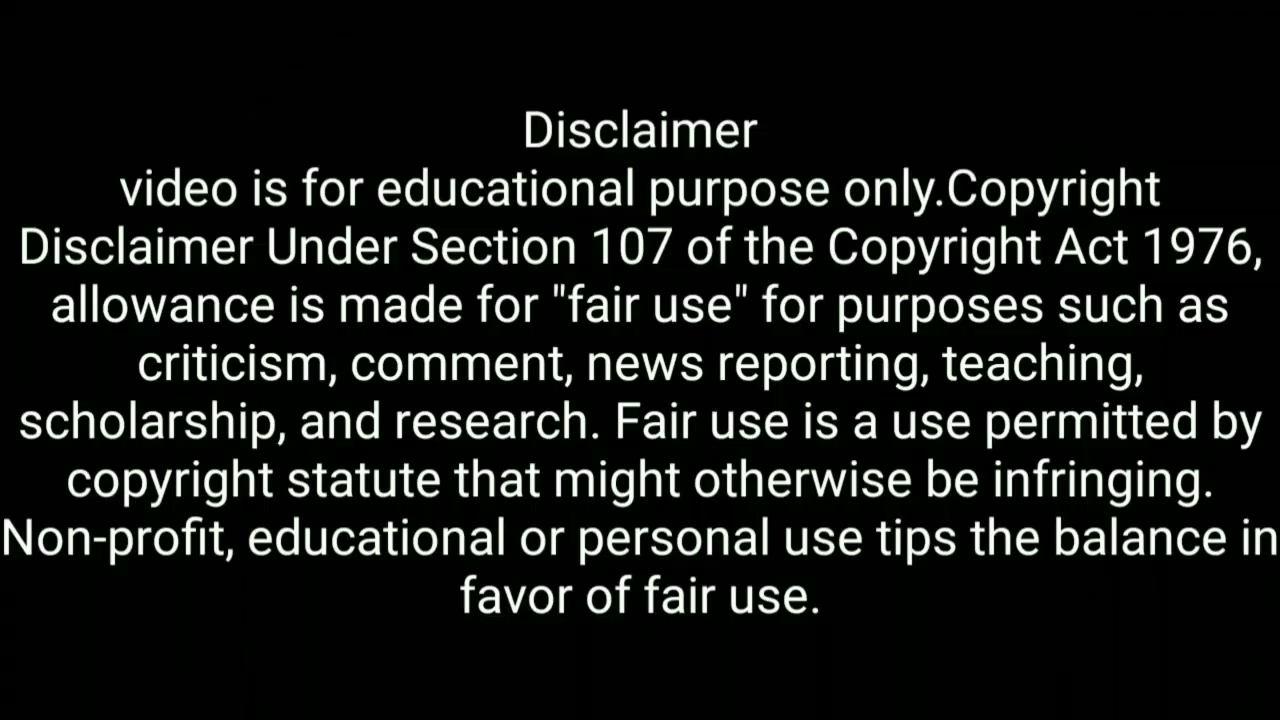 Disclaimer
video is for educational purpose only.Copyright
Disclaimer Under Section 107 of the Copyright Act 1976,
allowance is made for "fair use" for purposes such as
criticism, comment, news reporting, teaching,
scholarship, and research. Fair use is a use permitted by
copyright statute that might otherwise be infringing.
Non-profit, educational or personal use tips the balance in
favor of fair use.